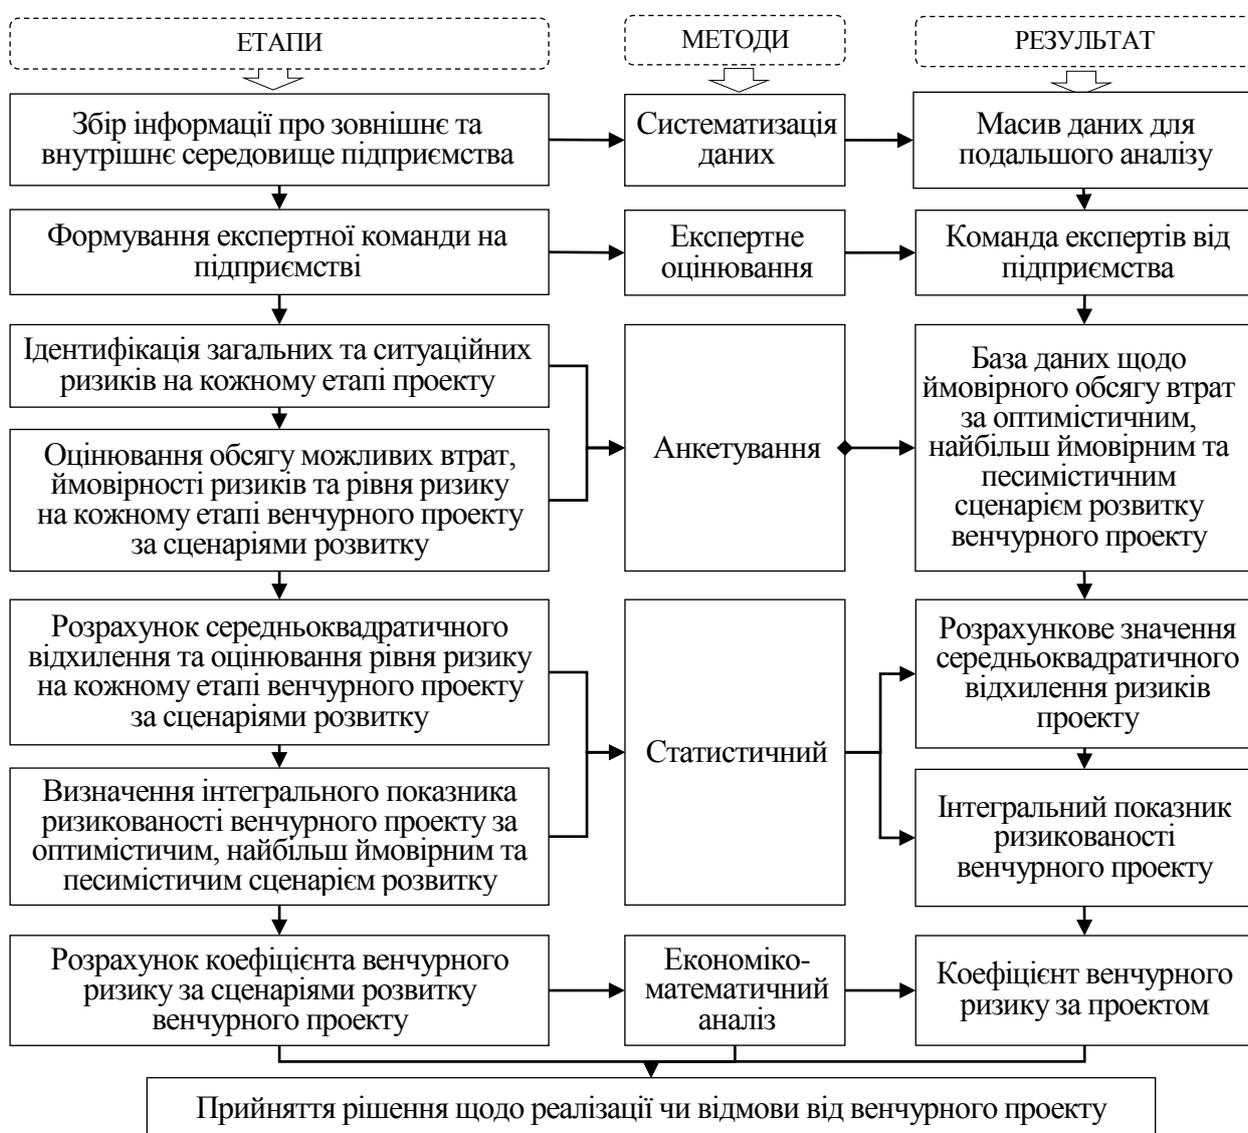 ЕТАПИ
МЕТОДИ
РЕЗУЛЬТАТ
Збір інформації про зовнішнє та
внутрішнє середовище підприємства
Систематизація
даних
Масив даних для
подальшого аналізу
Формування експертної команди на
підприємстві
Експертне
оцінювання
Команда експертів від
підприємства
Ідентифікація загальних та ситуаційних
ризиків на кожному етапі проекту
Оцінювання обсягу можливих втрат,
ймовірності ризиків та рівня ризику
на кожному етапі венчурного проекту
за сценаріями розвитку
Анкетування
База даних щодо
ймовірного обсягу втрат
за оптимістичним,
найбільш ймовірним та
песимістичним
сценарієм розвитку
венчурного проекту
Розрахунок середньоквадратичного
відхилення та оцінювання рівня ризику
на кожному етапі венчурного проекту
за сценаріями розвитку
Визначення інтегрального показника
ризикованості венчурного проекту за
оптимістичим, найбільш ймовірним та
песимістичим сценарієм розвитку
Статистичний
Розрахункове значення
середньоквадратичного
відхилення ризиків
проекту
Інтегральний показник
ризикованості
венчурного проекту
Розрахунок коефіцієнта венчурного
ризику за сценаріями розвитку
венчурного проекту
Економіко-
математичний
аналіз
Коефіцієнт венчурного
ризику за проектом
Прийняття рішення щодо реалізації чи відмови від венчурного проекту